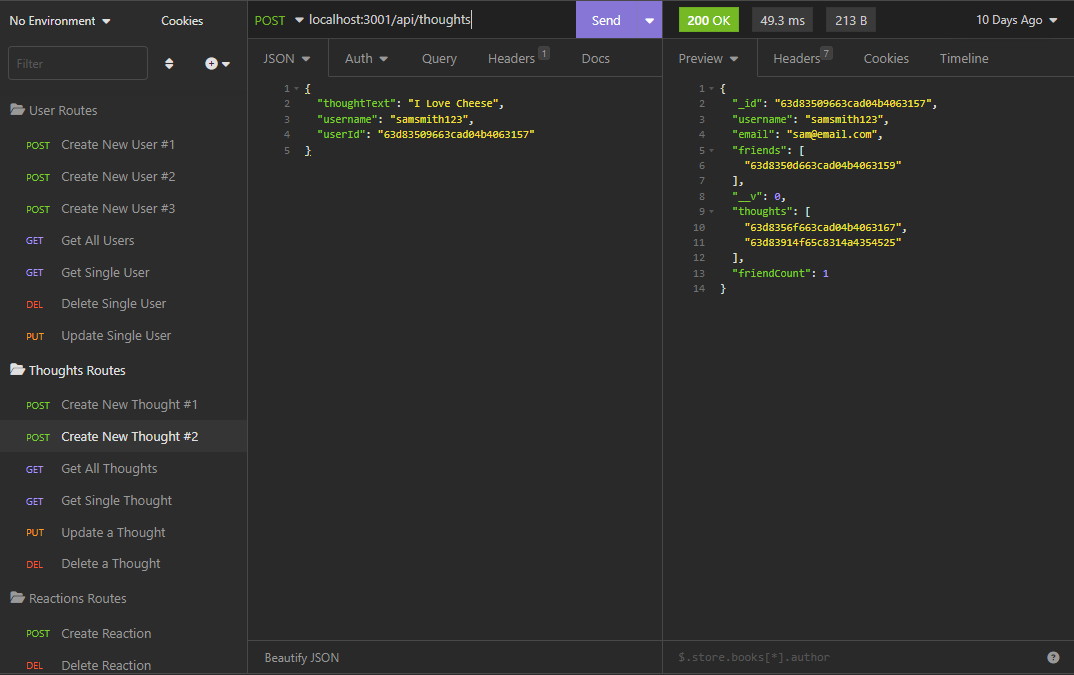 No Environment Cookies
Filter
User Routes
POST Create New User #1
POST Create New User #2
POST Create New User #3
GET Get All Users
GET Get Single User
DEL Delete Single User
PUT Update Single User
Thoughts Routes
POST Create New Thought #1
POST Create New Thought #2
GET Get All Thoughts
GET Get Single Thought
PUT Update a Thought
DEL Delete a Thought
Reactions Routes
POST Create Reaction
DEL Delete Reaction
POST localhost:3001/api/thoughts Send
JSON Auth Query Headers 1 Docs
1 {
2 "thoughtText": "I Love Cheese",
3 "username": "samsmith123",
4 "userId": "63d83509663cad04b4063157"
5 }
Beautify JSON
200 OK 49.3 ms 213 B 10 Days Ago
Preview Headers 7 Cookies Timeline
1 {
2 "_id": "63d83509663cad04b4063157",
3 "username": "samsmith123",
4 "email": "sam@email.com",
5 "friends": [
6 "63d8350d663cad04b4063159"
7 ],
8 "__v": 0,
9 "thoughts": [
10 "63d8356f663cad04b4063167",
11 "63d83914f65c8314a4354525"
12 ],
13 "friendCount": 1
14 }
$.store.books[*].author ?